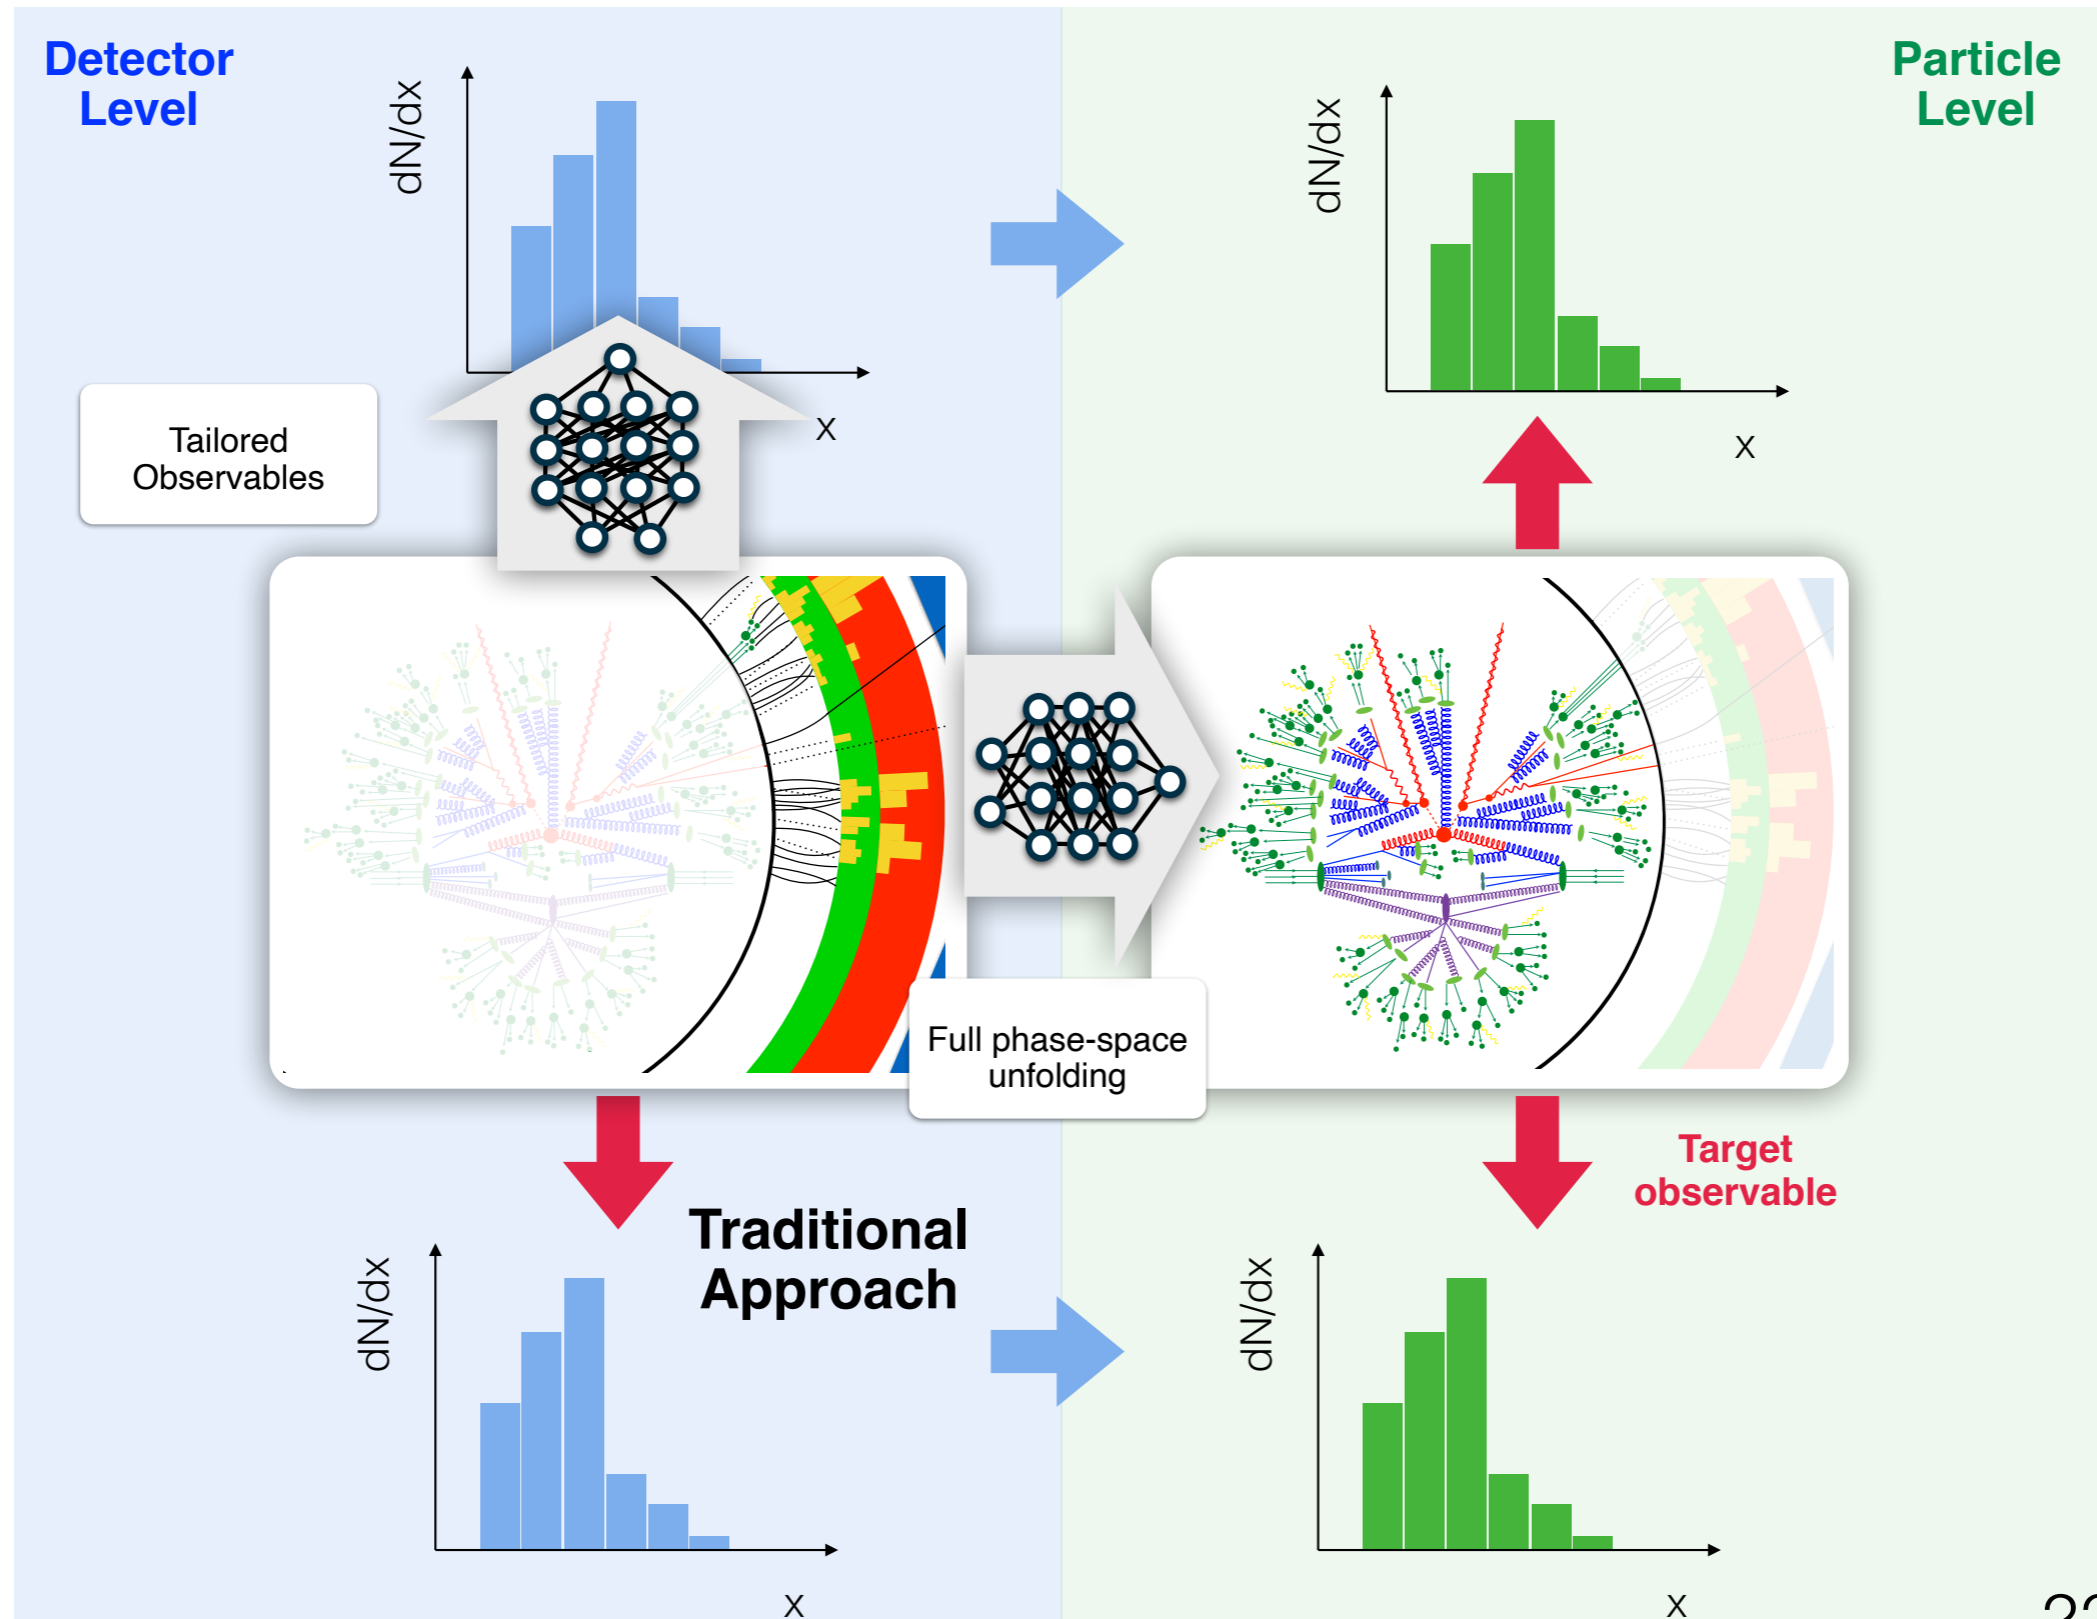 Detector
Level
Particle
Level
dN/dx
dN/dx
X
X
Tailored
Observables
Full phase-space
unfolding
Target
observable
Traditional
Approach
dN/dx
dN/dx
X
X